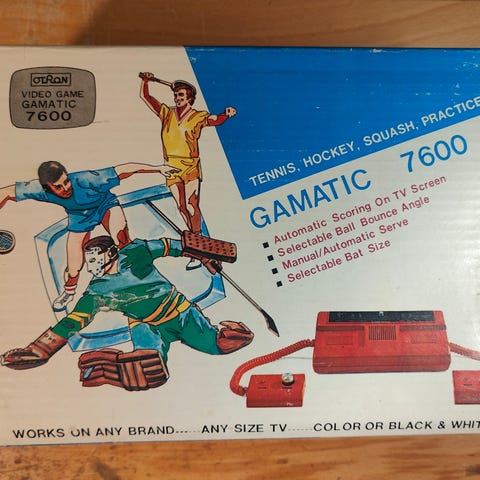 OTRON
VIDEO GAME
GAMATIC
7600
TENNIS, HOCKEY, SQUASH, PRACTICE
GAMATIC 7600
Automatic Scoring On TV Screen
Selectable Ball Bounce Angle
Manual/Automatic Serve
Selectable Bat Size
WORKS ON ANY BRAND..... ANY SIZE TV.....COLOR OR BLACK & WHIT